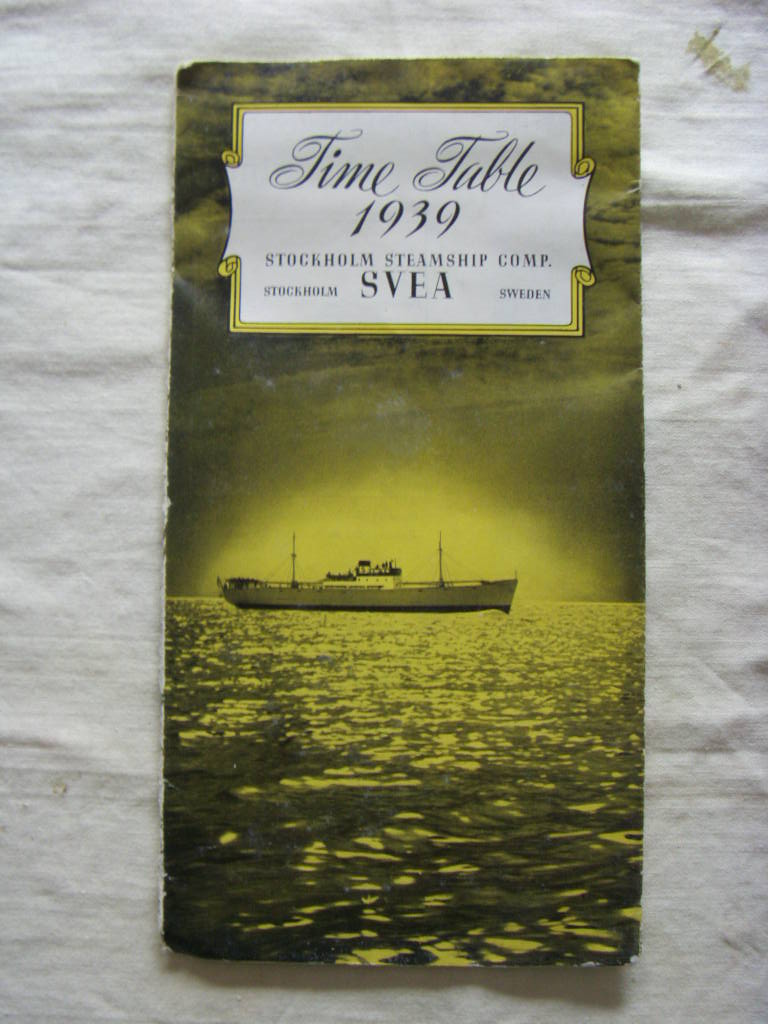 Time Table
1939
STOCKHOLM STEAMSHIP COMP.
STOCKHOLM SVEA SWEDEN